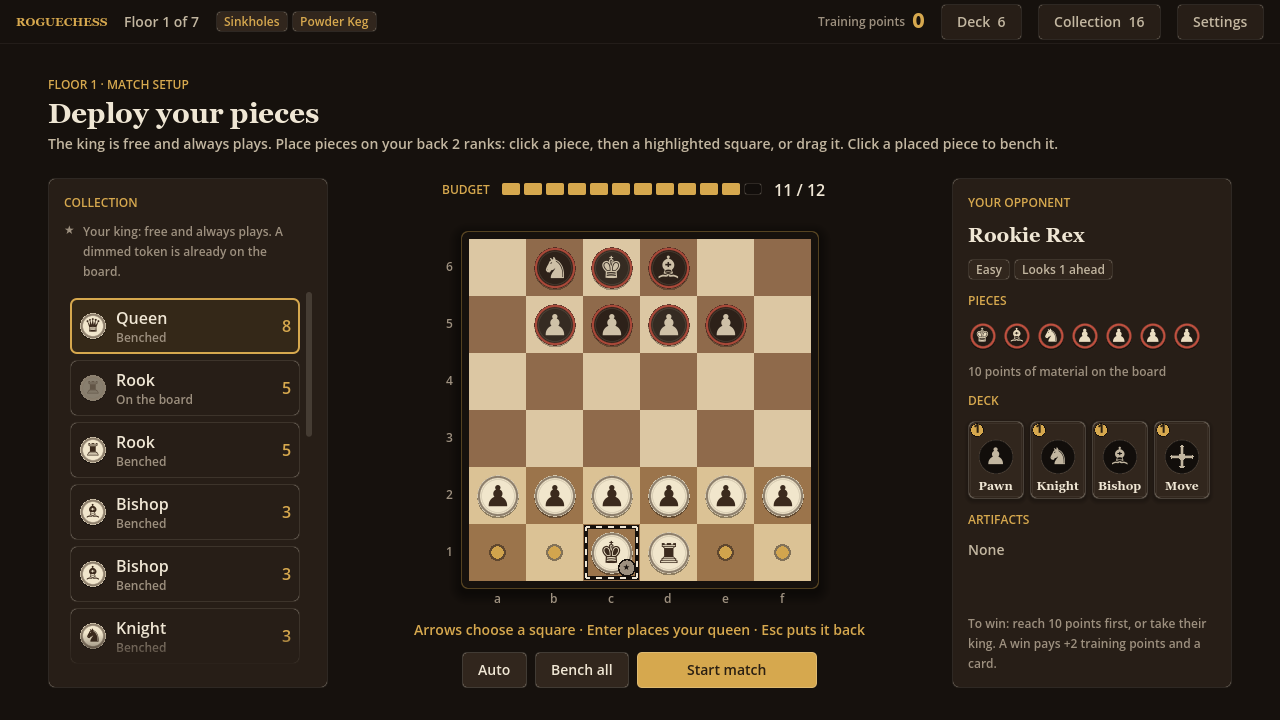 ROGUECHESS Floor 1 of 7 Sinkholes Powder Keg Training points 0 Deck 6 Collection 16 Settings
FLOOR 1 · MATCH SETUP
Deploy your pieces
The king is free and always plays. Place pieces on your back 2 ranks: click a piece, then a highlighted square, or drag it. Click a placed piece to bench it.
COLLECTION
★ Your king: free and always plays. A
dimmed token is already on the
board.
Queen 8
Benched
Rook 5
On the board
Rook 5
Benched
Bishop 3
Benched
Bishop 3
Benched
Knight 3
Benched
BUDGET 11 / 12
6
5
4
3
2
1
a b c d e f
Arrows choose a square · Enter places your queen · Esc puts it back
Auto Bench all Start match
YOUR OPPONENT
Rookie Rex
Easy Looks 1 ahead
PIECES
10 points of material on the board
DECK
1 1 1 1
Pawn Knight Bishop Move
ARTIFACTS
None
To win: reach 10 points first, or take their
king. A win pays +2 training points and a
card.